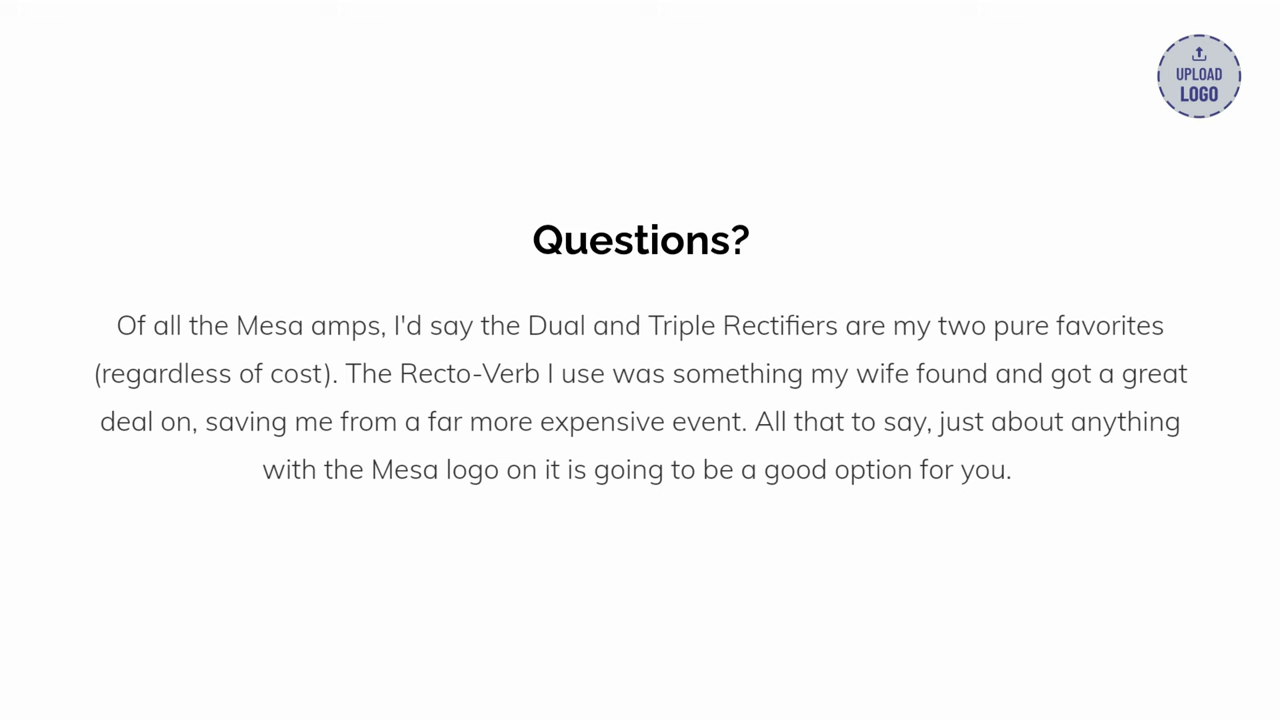 UPLOAD
LOGO
Questions?
Of all the Mesa amps, I'd say the Dual and Triple Rectifiers are my two pure favorites
(regardless of cost). The Recto-Verb I use was something my wife found and got a great
deal on, saving me from a far more expensive event. All that to say, just about anything
with the Mesa logo on it is going to be a good option for you.